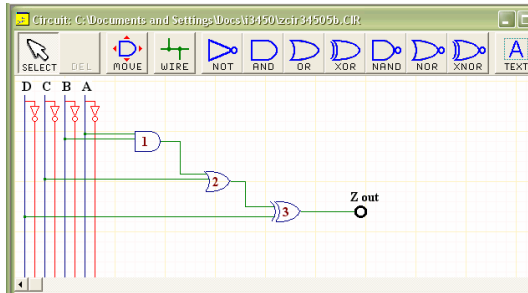 Circuit: C:\Documents and Settings\Docs\i3450\zcir34505b.CIR
SELECT DEL MOVE WIRE NOT AND OR XOR NAND NOR XNOR A TEXT
D C B A
1
2
Z out
3